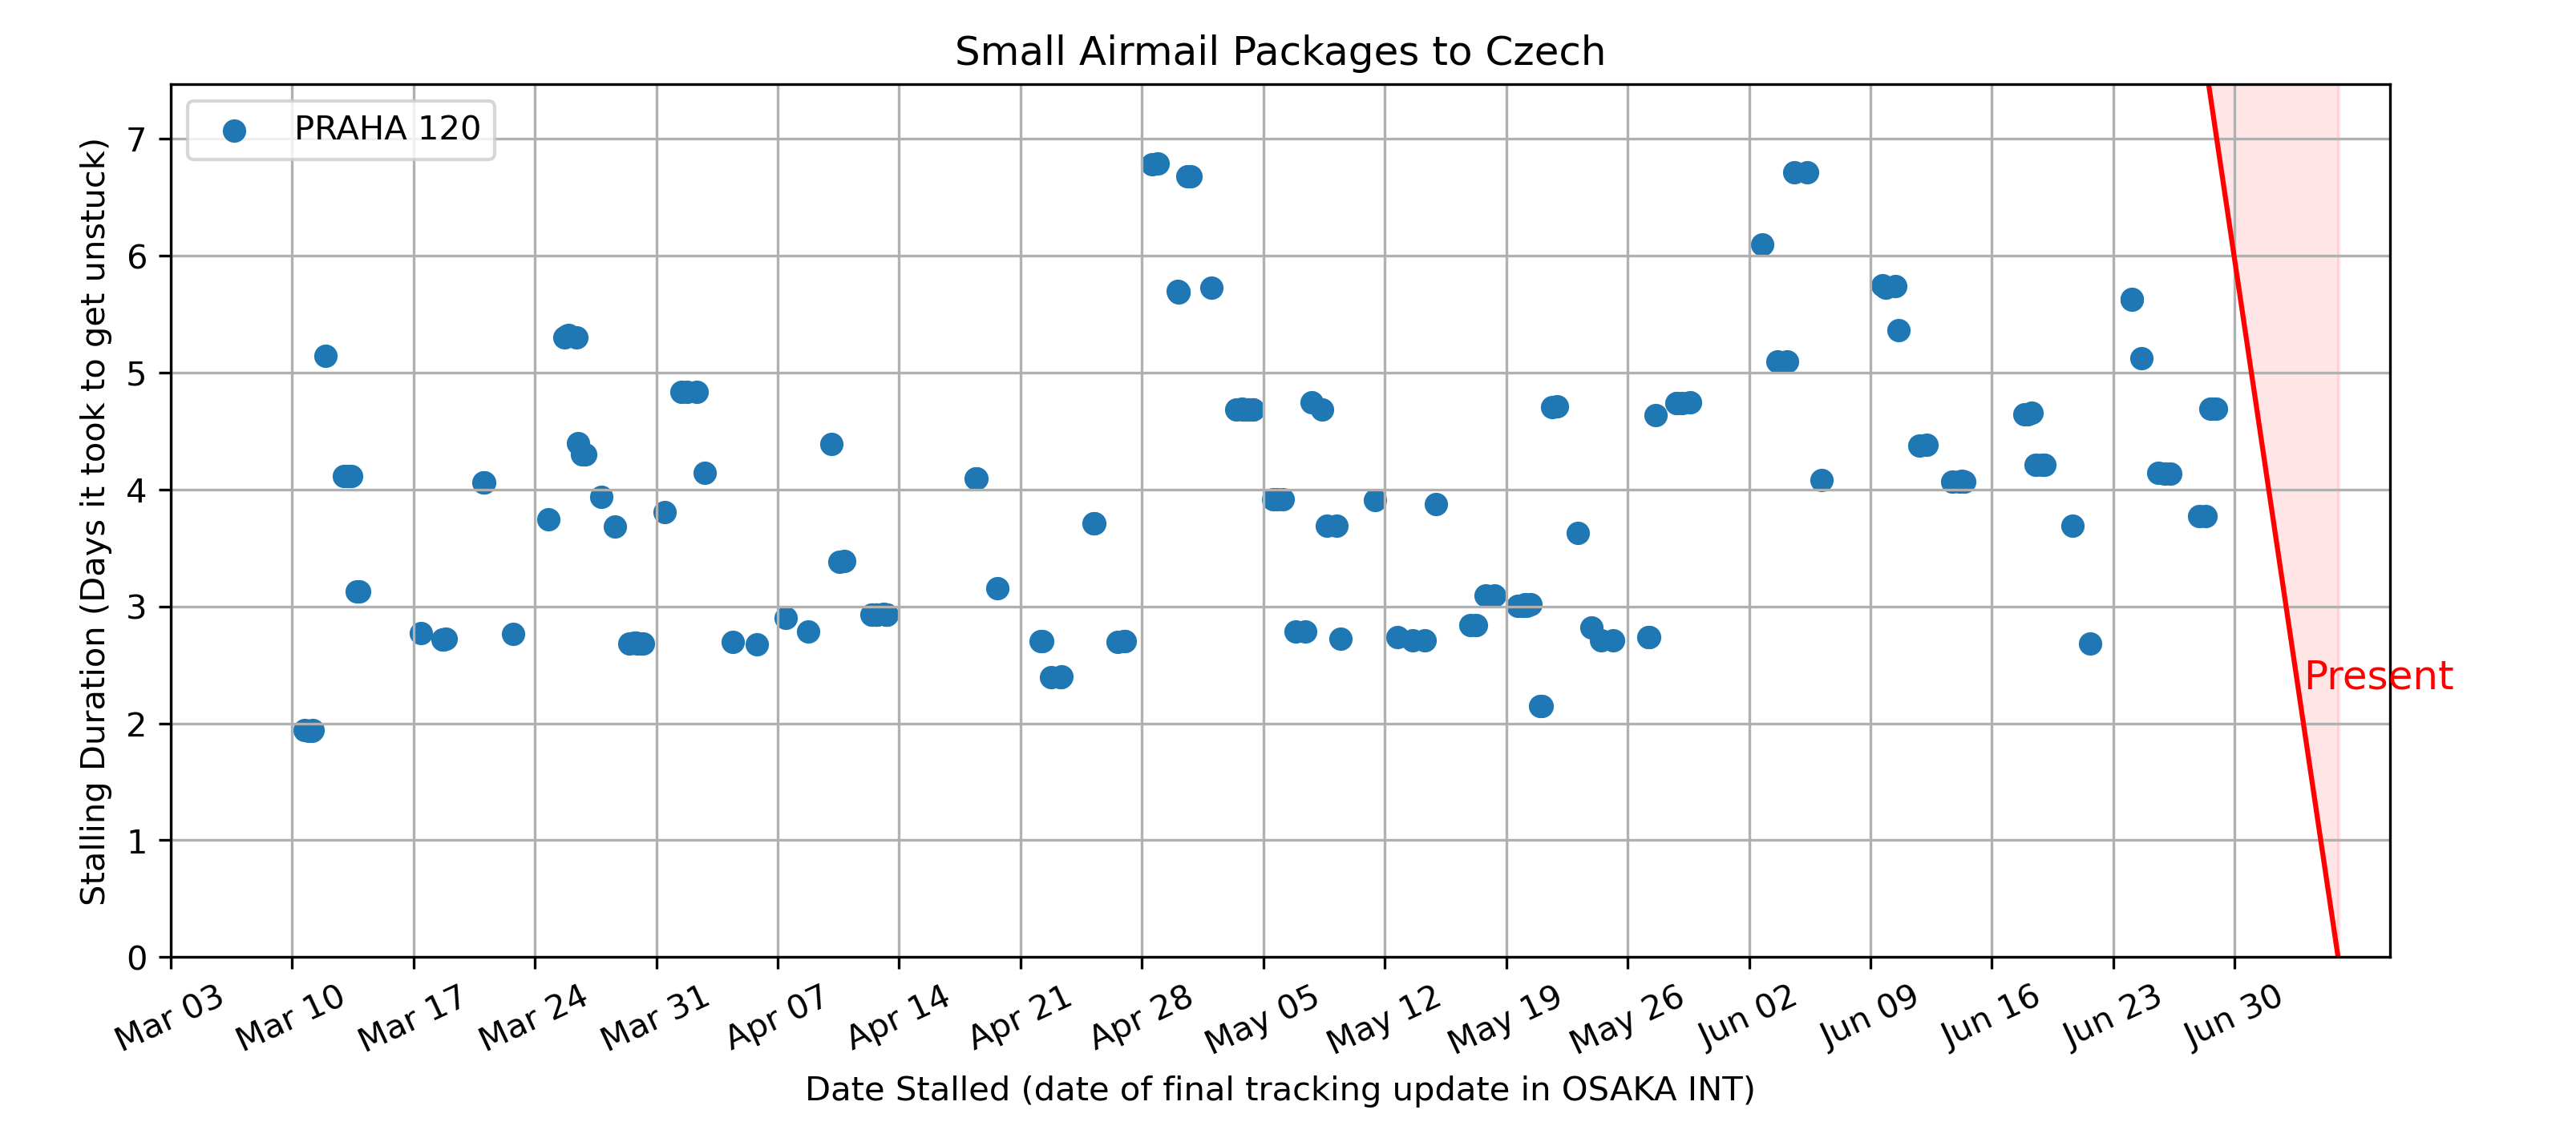 Small Airmail Packages to Czech
PRAHA 120
Stalling Duration (Days it took to get unstuck)
7
6
5
4
3
2
1
0
Present
Mar 03
Mar 10
Mar 17
Mar 24
Mar 31
Apr 07
Apr 14
Apr 21
Apr 28
May 05
May 12
May 19
May 26
Jun 02
Jun 09
Jun 16
Jun 23
Jun 30
Date Stalled (date of final tracking update in OSAKA INT)